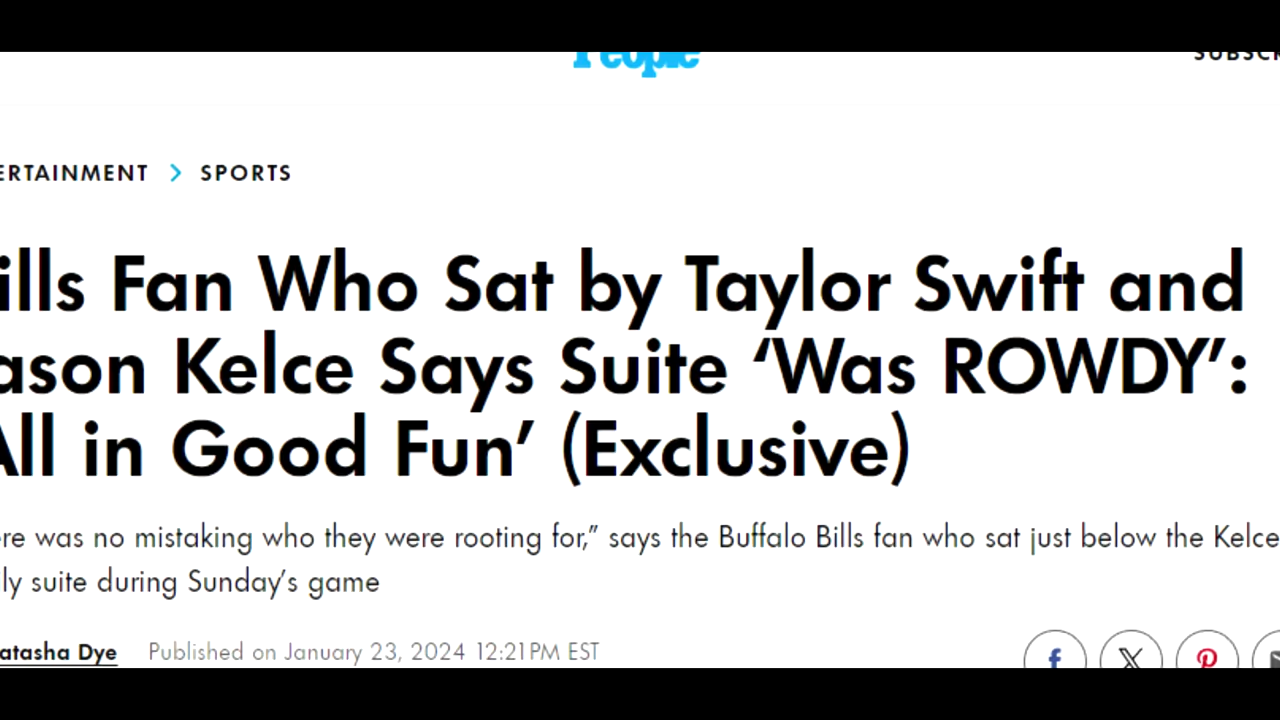 People
SUBSC
ERTAINMENT > SPORTS
ills Fan Who Sat by Taylor Swift and
ason Kelce Says Suite ‘Was ROWDY’:
All in Good Fun’ (Exclusive)
ere was no mistaking who they were rooting for,” says the Buffalo Bills fan who sat just below the Kelce
ly suite during Sunday’s game
atasha Dye Published on January 23, 2024 12:21PM EST